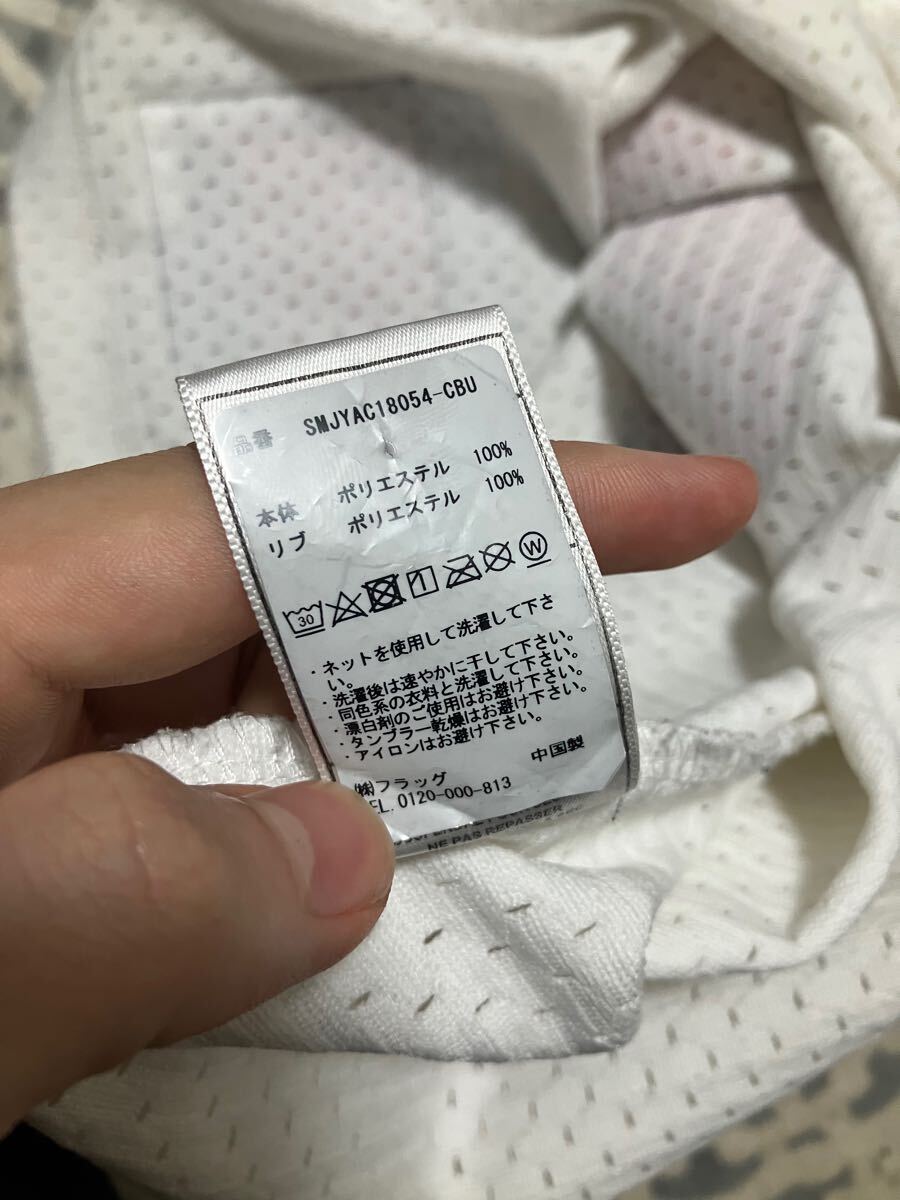 品番 SMJYAC18054-CBU
本体 ポリエステル 100%
リブ ポリエステル 100%
30 1 W
・ネットを使用して洗濯して下さ
い。
・洗濯後は速やかに干して下さい。
・同色系の衣料と洗濯して下さい。
・漂白剤のご使用はお避け下さい。
・タンブラー乾燥はお避け下さい。
・アイロンはお避け下さい。
中国製
㈱フラッグ
TEL. 0120-000-813
NE PAS REPASSER